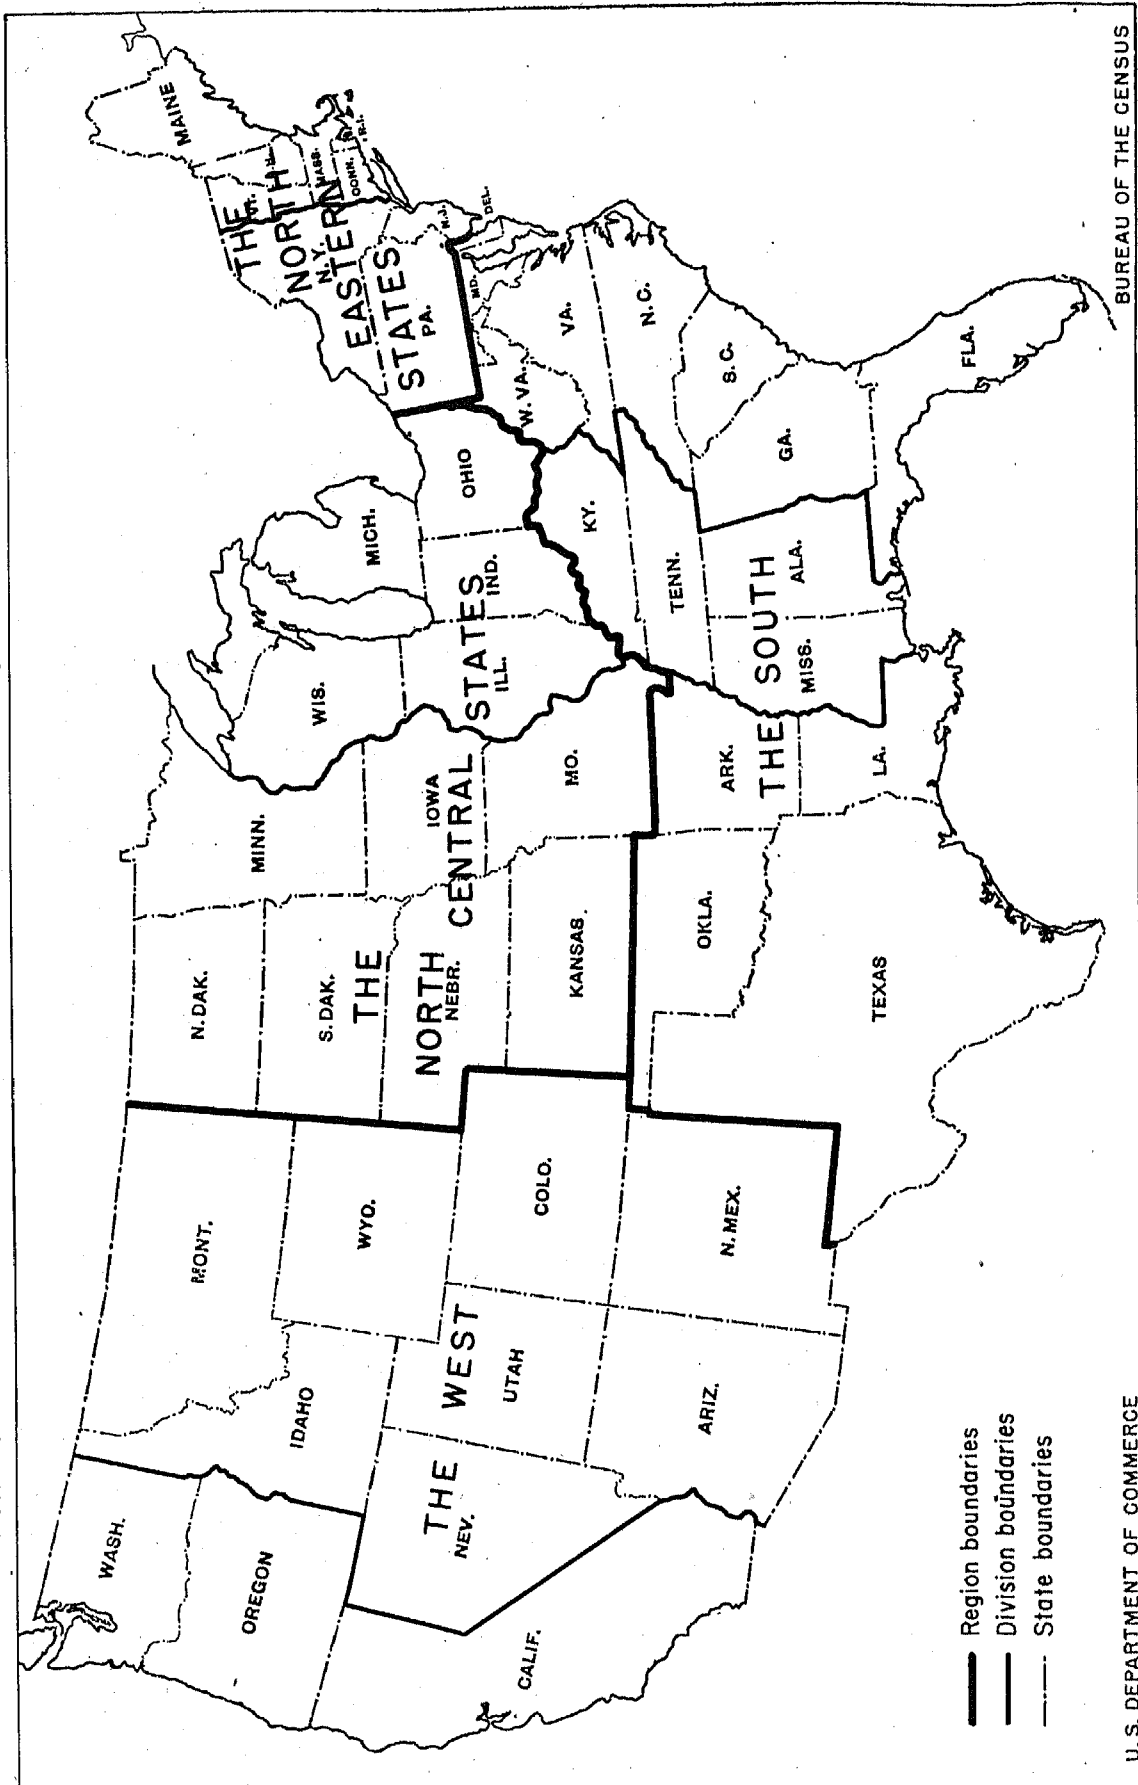 WASH.
OREGON
CALIF.
THE
WEST
NEV.
IDAHO
MONT.
WYO.
UTAH
COLO.
ARIZ.
N. MEX.
THE
NORTH
CENTRAL
STATES
N. DAK.
S. DAK.
NEBR.
KANSAS
MINN.
IOWA
MO.
WIS.
ILL.
MICH.
IND.
OHIO
THE
SOUTH
TEXAS
OKLA.
ARK.
LA.
MISS.
ALA.
TENN.
KY.
GA.
FLA.
S. C.
N. C.
VA.
W. VA.
MD.
DEL.
THE
NORTH
EASTERN
STATES
PA.
N.J.
N.Y.
CONN.
R.I.
MASS.
VT.
MAINE
Region boundaries
Division boundaries
State boundaries
U.S. DEPARTMENT OF COMMERCE
BUREAU OF THE CENSUS